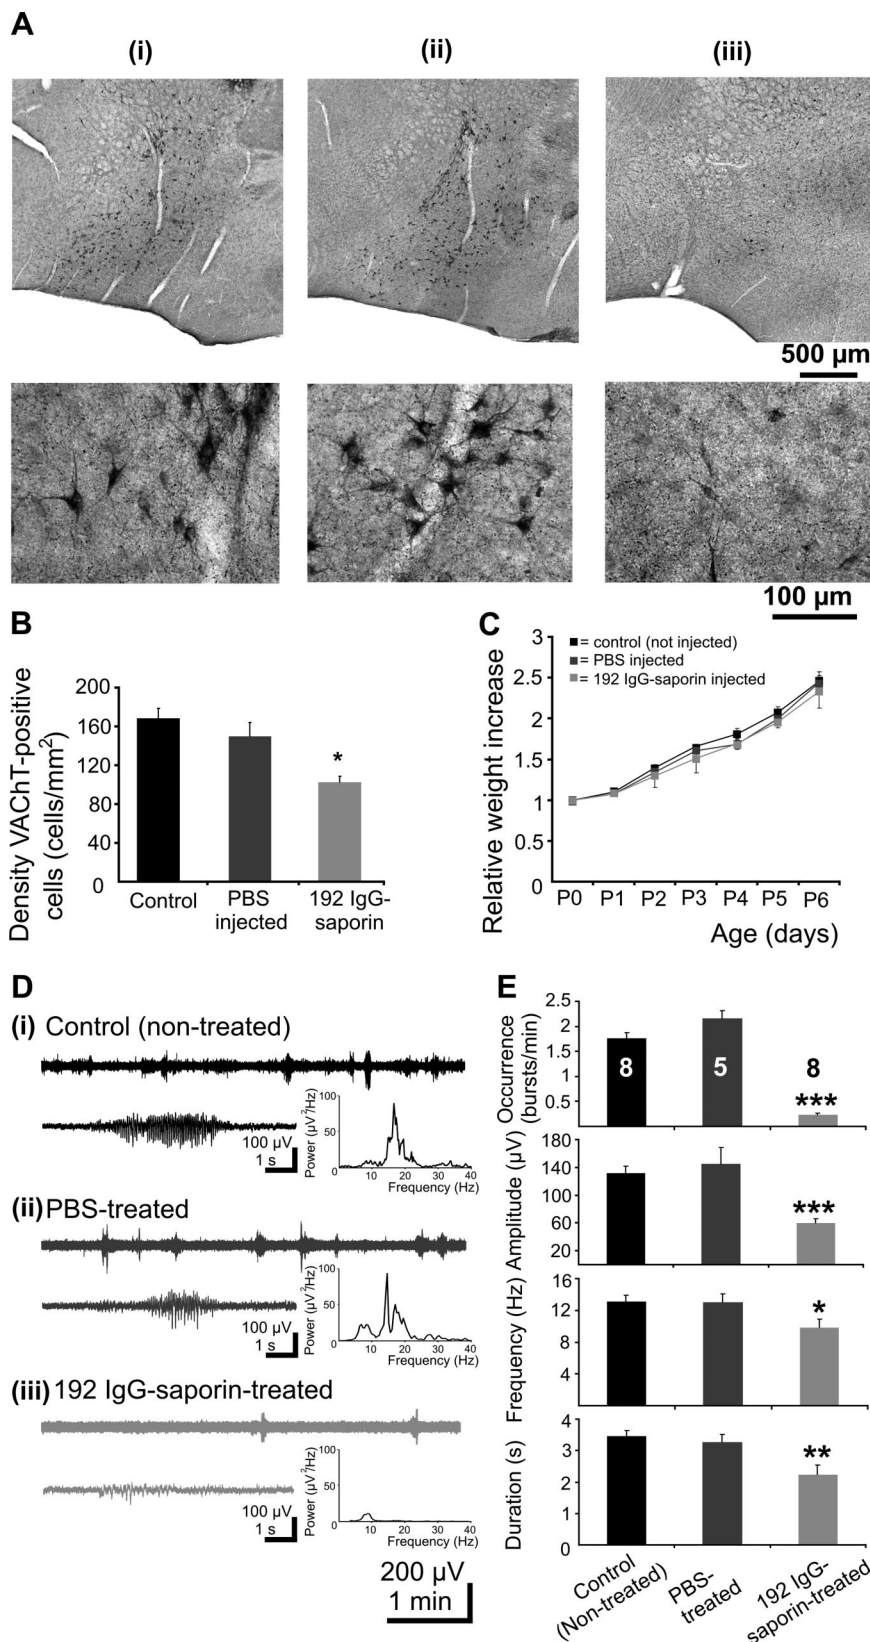 A
(i)
(ii)
(iii)
500 µm
100 µm
B
Density VAChT-positive
cells (cells/mm²)
200
160
120
80
40
0
*
Control
PBS
injected
192 IgG-
saporin
C
Relative weight increase
3
2.5
2
1.5
1
0.5
0
= control (not injected)
= PBS injected
= 192 IgG-saporin injected
P0 P1 P2 P3 P4 P5 P6
Age (days)
D
(i) Control (non-treated)
100 µV
1 s
Power (µV²/Hz)
100
50
0
10 20 30 40
Frequency (Hz)
(ii) PBS-treated
100 µV
1 s
Power (µV²/Hz)
100
50
0
10 20 30 40
Frequency (Hz)
(iii) 192 IgG-saporin-treated
100 µV
1 s
Power (µV²/Hz)
100
50
0
10 20 30 40
Frequency (Hz)
200 µV
1 min
E
Occurrence
(bursts/min)
2.5
2
1.5
1
0.5
8
5
8
***
Amplitude (µV)
180
140
100
60
20
***
Frequency (Hz)
16
12
8
4
*
Duration (s)
4
3
2
1
0
**
Control
(Non-treated)
PBS-
treated
192 IgG-
saporin-treated